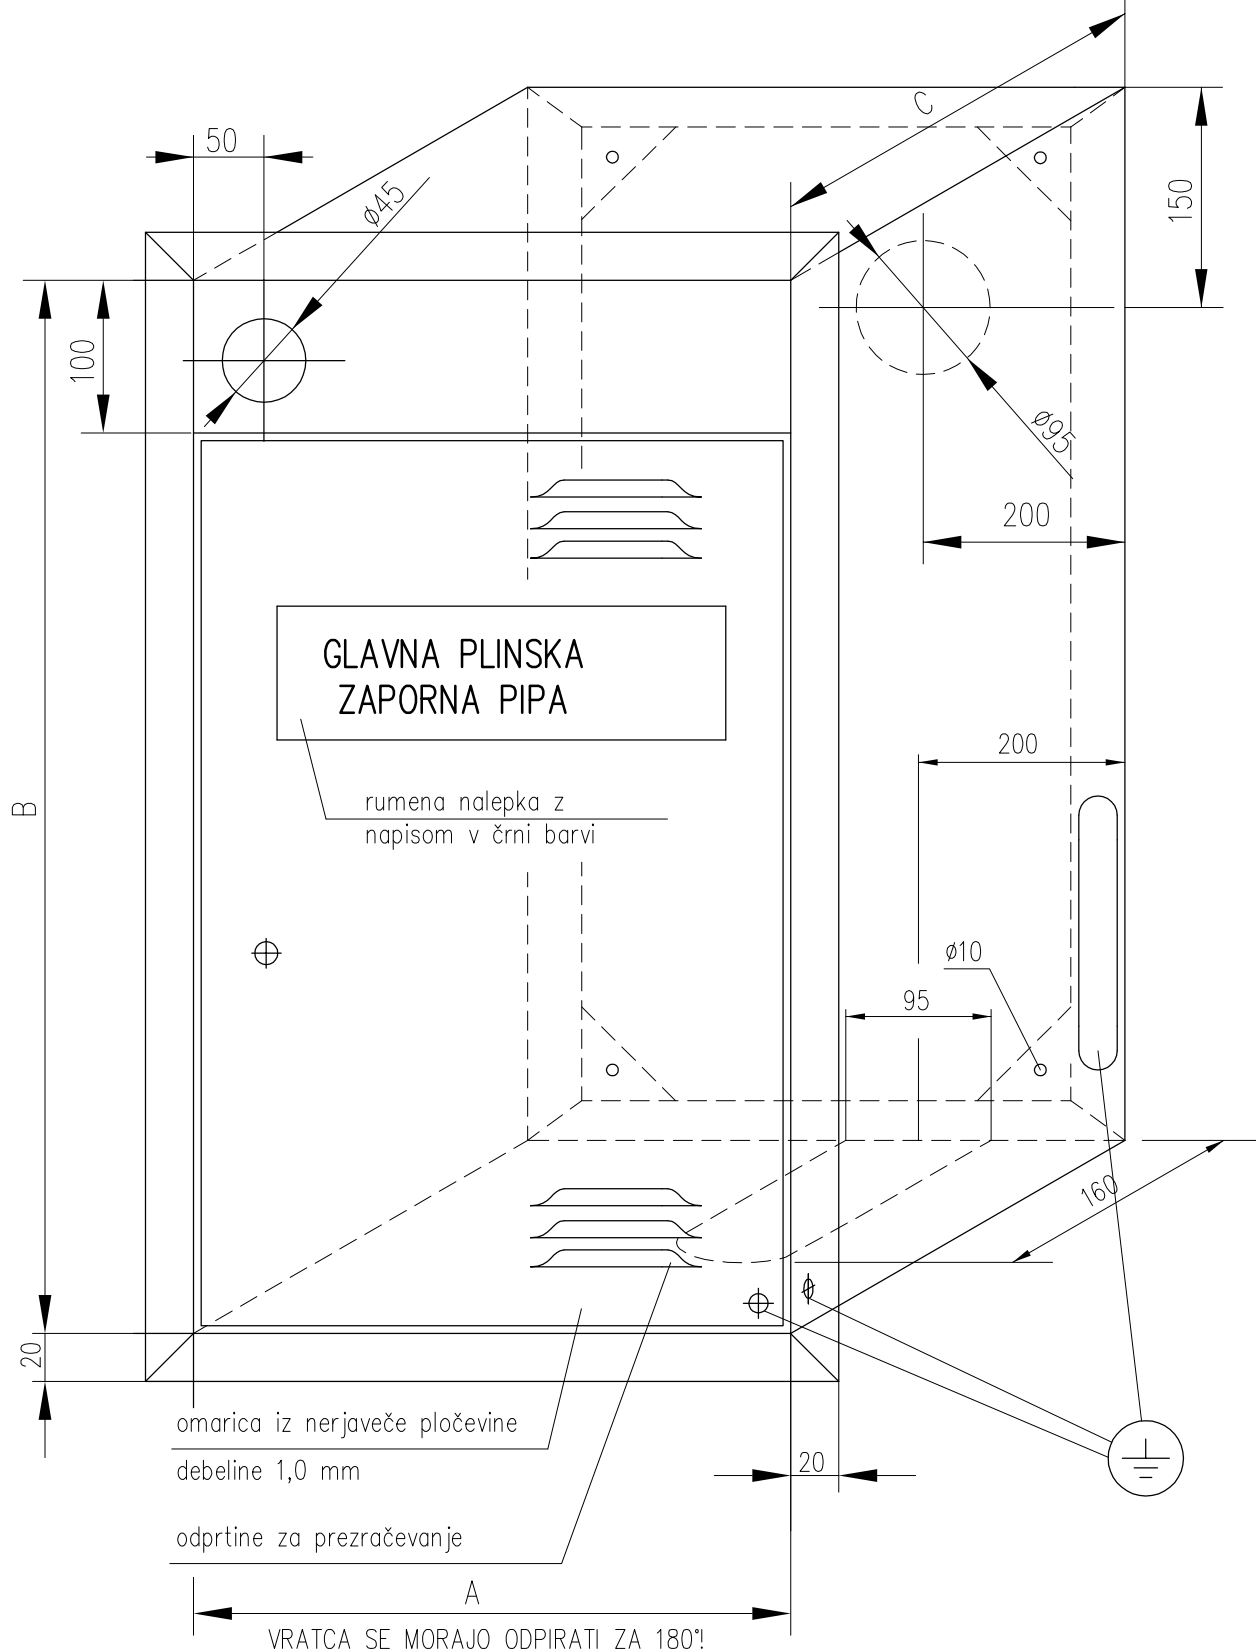 C
50
ø45
150
100
ø95
200
GLAVNA PLINSKA
ZAPORNA PIPA
200
rumena nalepka z
napisom v črni barvi
B
ø10
95
160
20
omarica iz nerjaveče pločevine
debeline 1,0 mm
20
odprtine za prezračevanje
A
VRATCA SE MORAJO ODPIRATI ZA 180°!